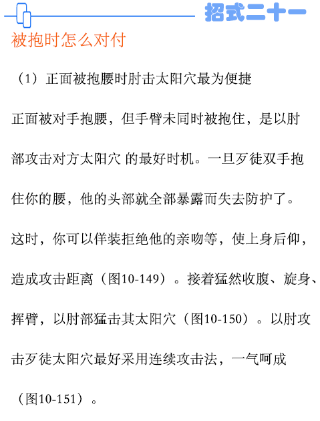 招式二十一
被抱时怎么对付
（1）正面被抱腰时肘击太阳穴最为便捷
正面被对手抱腰，但手臂未同时被抱住，是以肘
部攻击对方太阳穴 的最好时机。一旦歹徒双手抱
住你的腰，他的头部就全部暴露而失去防护了。
这时，你可以佯装拒绝他的亲吻等，使上身后仰，
造成攻击距离（图10-149）。接着猛然收腹、旋身、
挥臂，以肘部猛击其太阳穴（图10-150）。以肘攻
击歹徒太阳穴最好采用连续攻击法，一气呵成
（图10-151）。